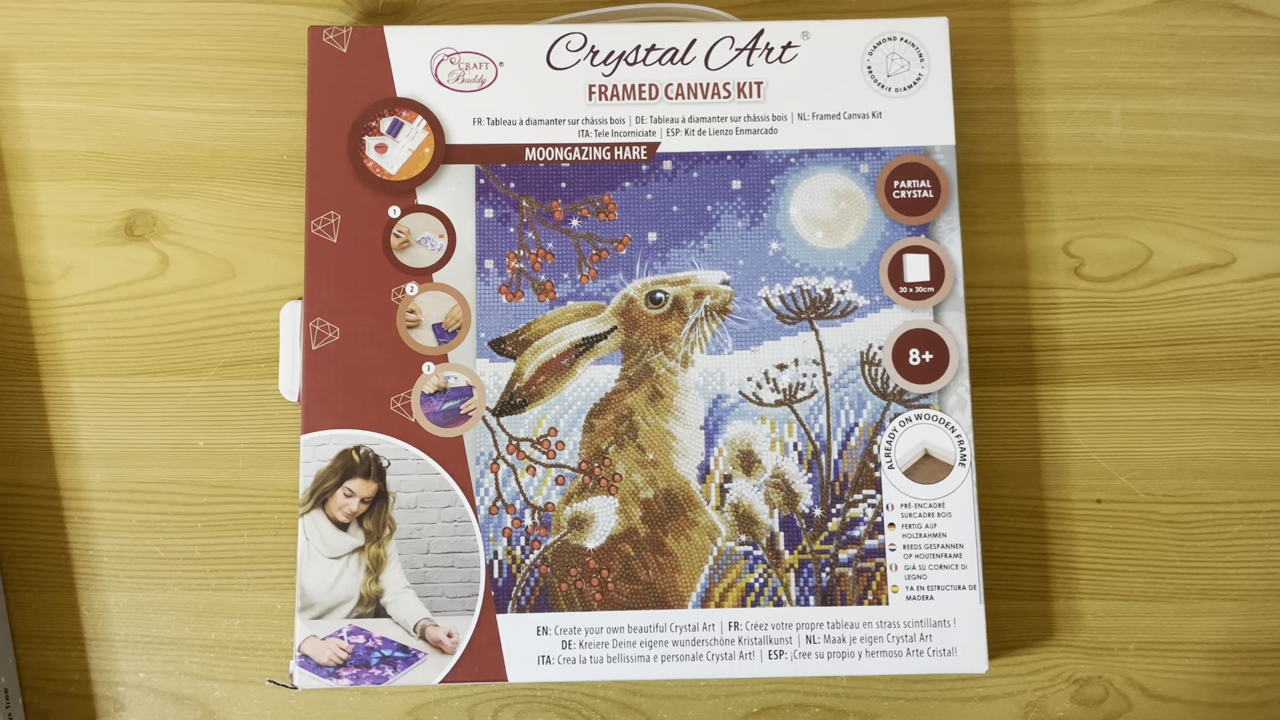 Crystal Art®
CRAFT
Buddy®
DIAMOND PAINTING
BRODERIE DIAMANT
FRAMED CANVAS KIT
FR: Tableau à diamanter sur châssis bois | DE: Tableau à diamanter sur châssis bois | NL: Framed Canvas Kit
ITA: Tele Incorniciate | ESP: Kit de Lienzo Enmarcado
MOONGAZING HARE
PARTIAL
CRYSTAL
1
2
3
30 x 30cm
8+
ALREADY ON WOODEN FRAME
PRÉ-ENCADRÉ
SURCADRE BOIS
FERTIG AUF
HOLZRAHMEN
REEDS GESPANNEN
OP HOUTENFRAME
GIÁ SU CORNICE DI
LEGNO
YA EN ESTRUCTURA DE
MADERA
EN: Create your own beautiful Crystal Art | FR: Créez votre propre tableau en strass scintillants !
DE: Kreiere Deine eigene wunderschöne Kristallkunst | NL: Maak je eigen Crystal Art
ITA: Crea la tua bellissima e personale Crystal Art! | ESP: ¡Cree su propio y hermoso Arte Cristal!